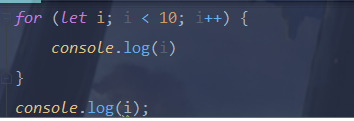 for (let i; i < 10; i++) {
    console.log(i)
}
console.log(i);